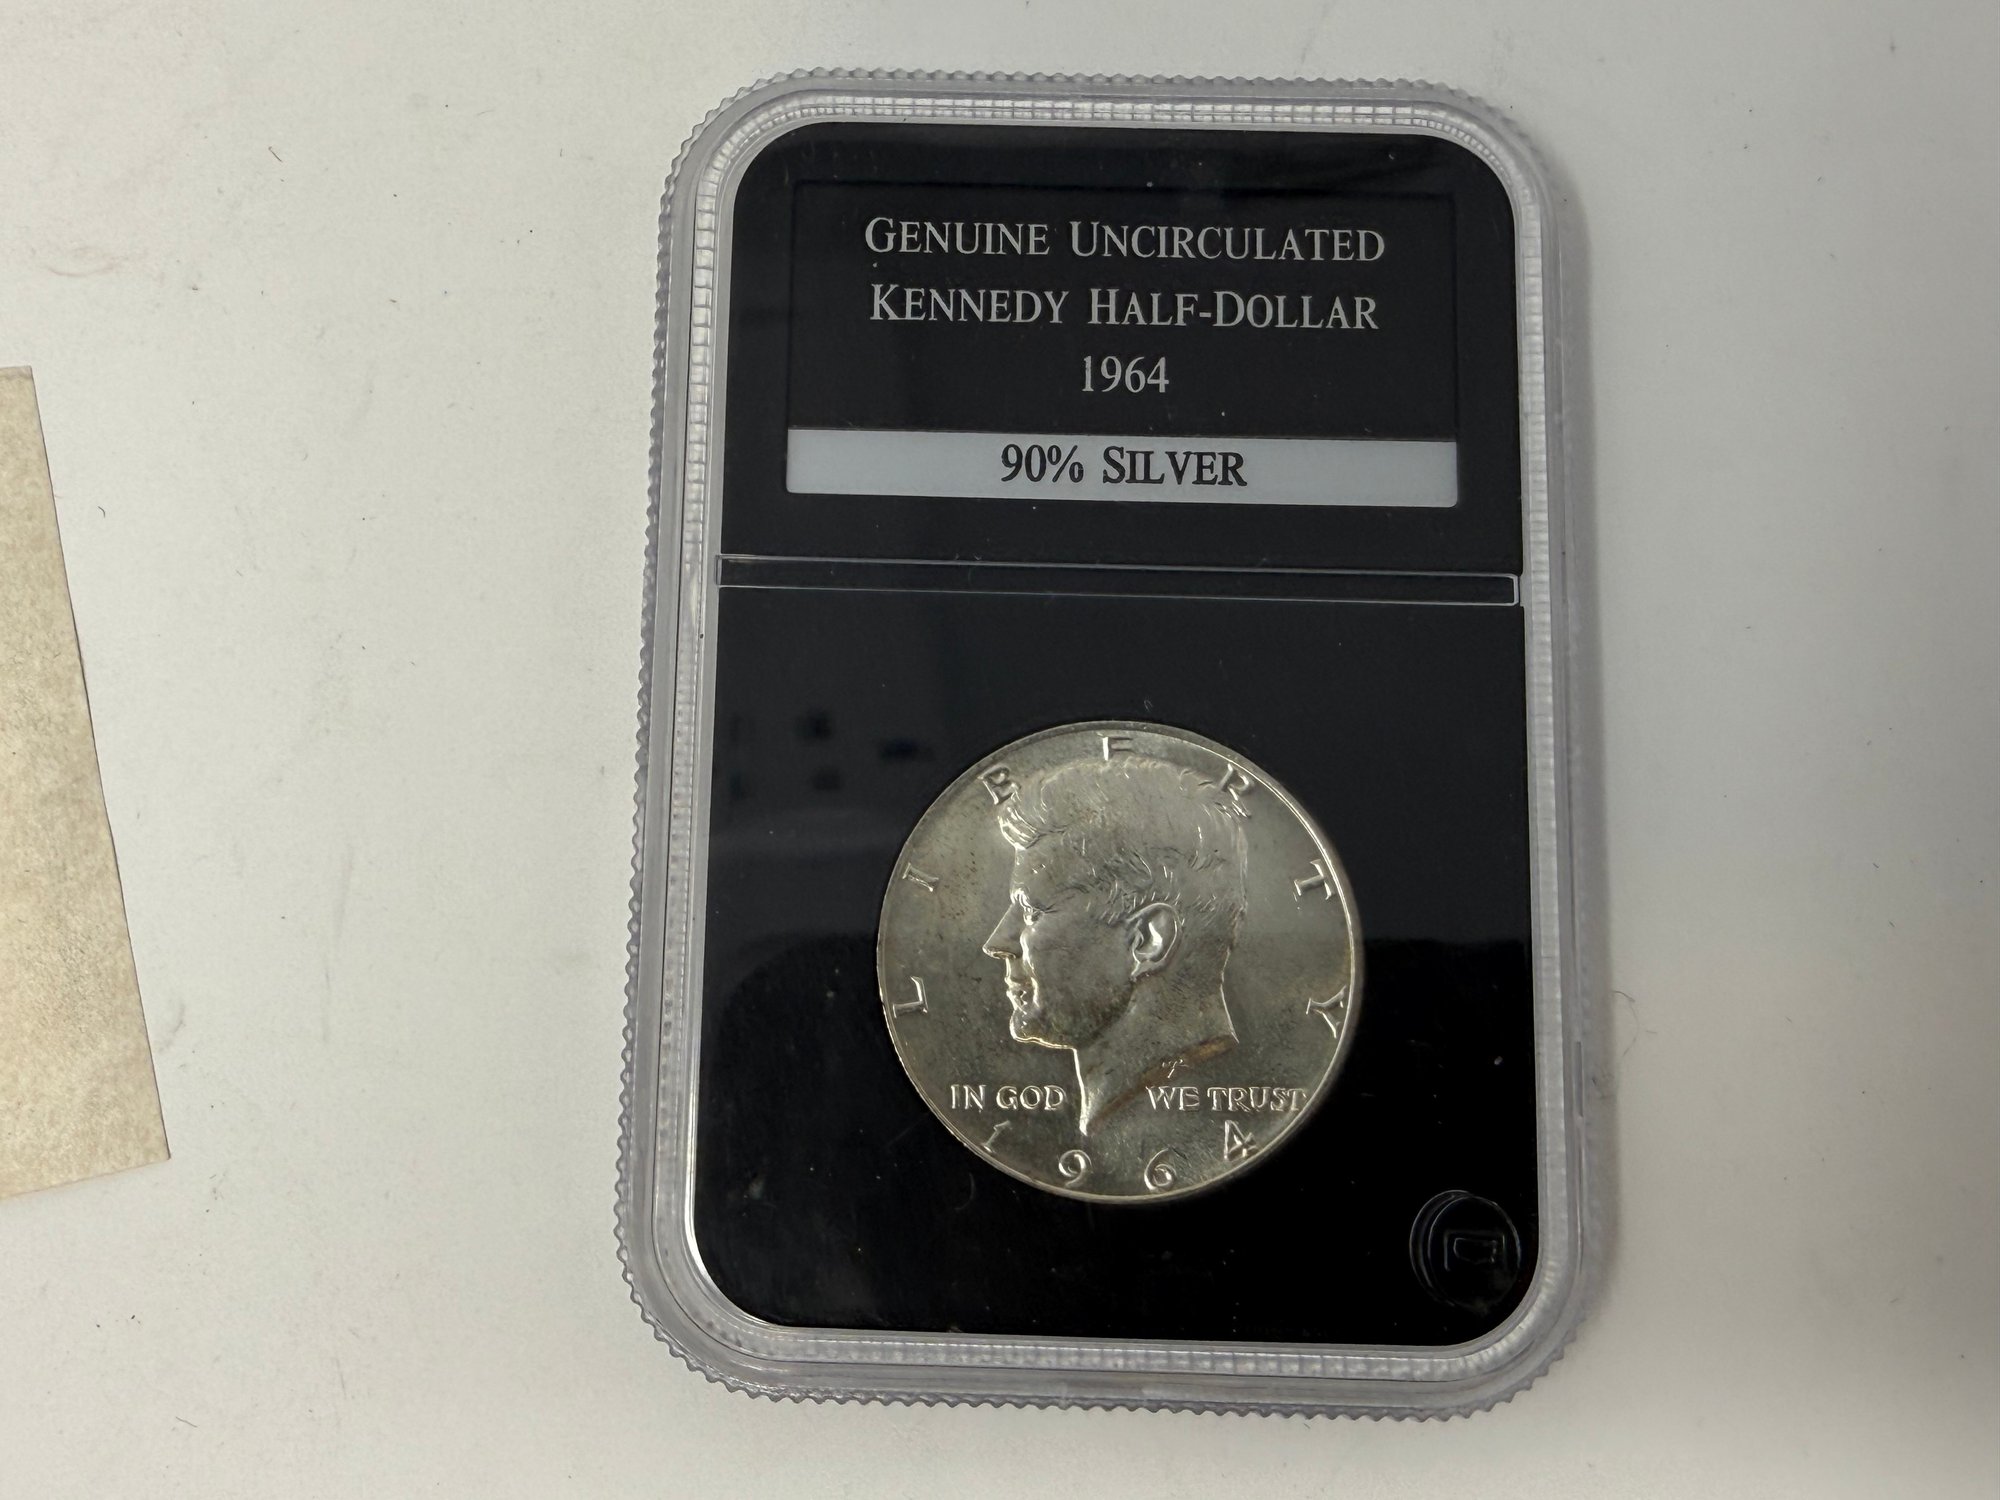 GENUINE UNCIRCULATED
KENNEDY HALF-DOLLAR
1964
90% SILVER
LIBERTY
IN GOD WE TRUST
1964